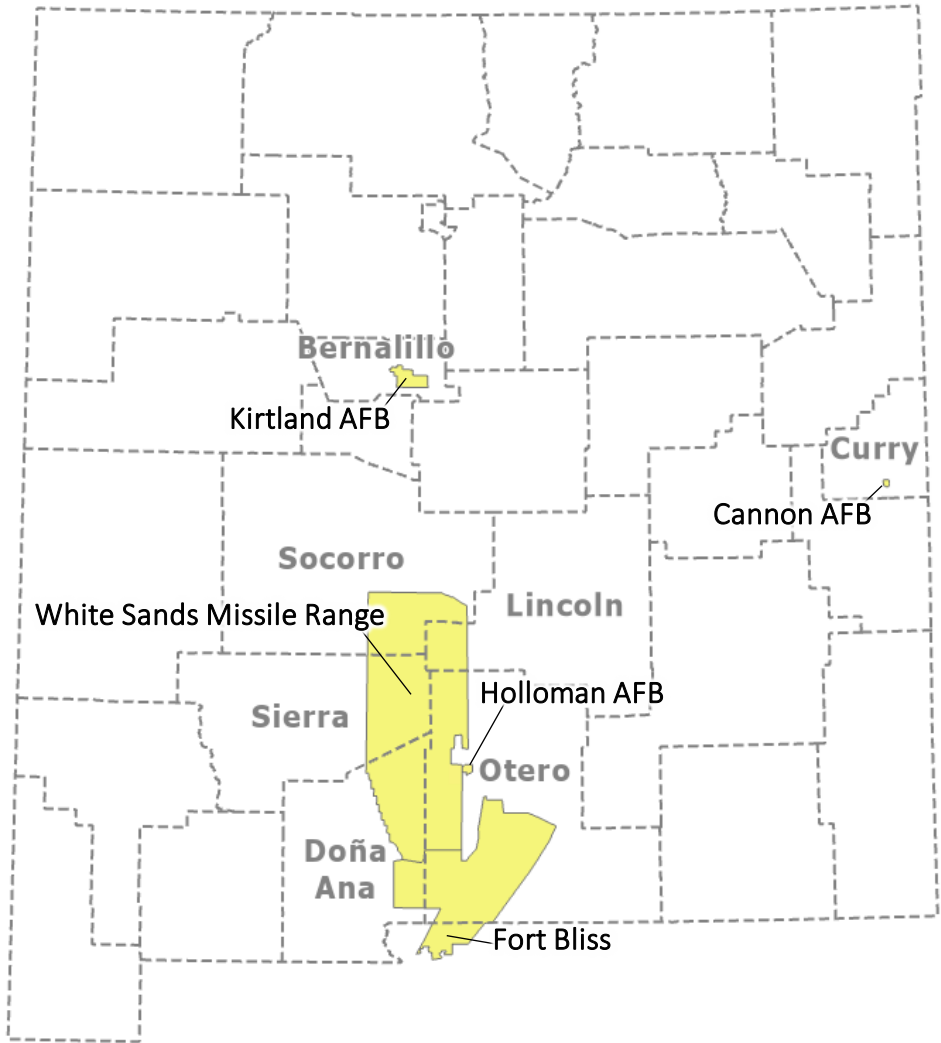 Bernalillo
Kirtland AFB
Curry
Cannon AFB
Socorro
Lincoln
White Sands Missile Range
Holloman AFB
Sierra
Otero
Doña
Ana
Fort Bliss